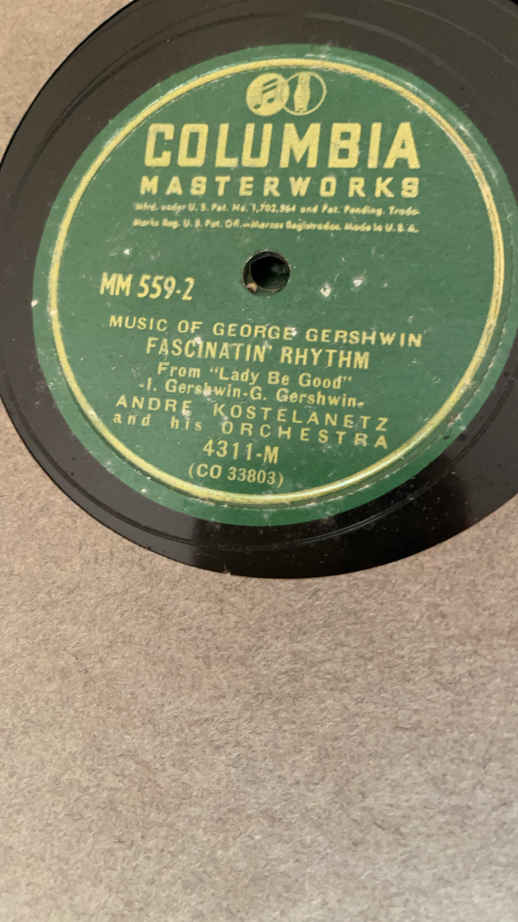 COLUMBIA
MASTERWORKS
Mfrd. under U. S. Pat. No. 1,702,564 and Pat. Pending. Trade-
Marks Reg. U. S. Pat. Off.—Marcas Registradas. Made in U. S. A.
MM 559-2
MUSIC OF GEORGE GERSHWIN
FASCINATIN' RHYTHM
From "Lady Be Good"
-I. Gershwin-G. Gershwin-
ANDRE KOSTELANETZ
and his ORCHESTRA
4311-M
(CO 33803)